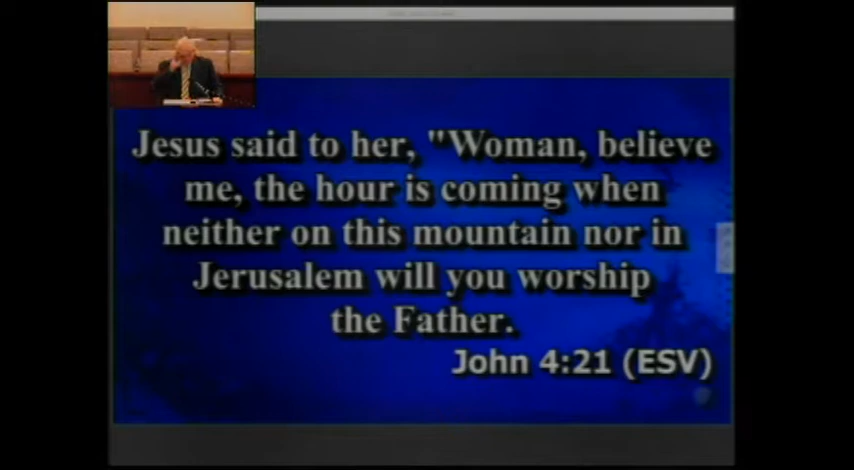 Jesus said to her, "Woman, believe
me, the hour is coming when
neither on this mountain nor in
Jerusalem will you worship
the Father.
John 4:21 (ESV)